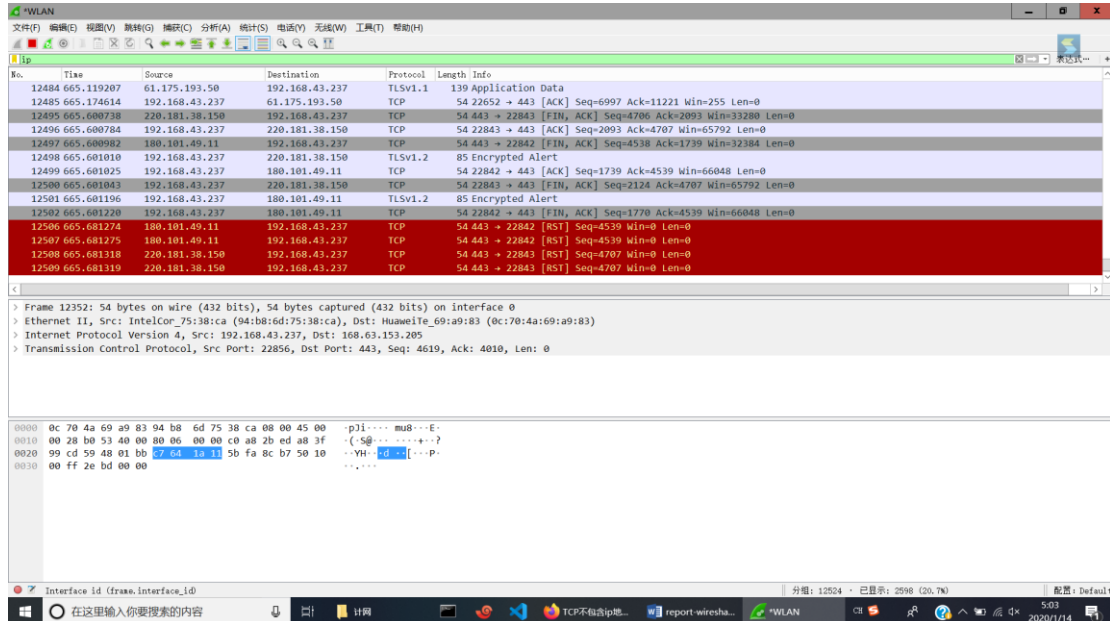 *WLAN
文件(F) 编辑(E) 视图(V) 跳转(G) 捕获(C) 分析(A) 统计(S) 电话(Y) 无线(W) 工具(T) 帮助(H)
ip
表达式…
No. Time Source Destination Protocol Length Info
12484 665.119207 61.175.193.50 192.168.43.237 TLSv1.1 139 Application Data
12485 665.174614 192.168.43.237 61.175.193.50 TCP 54 22652 → 443 [ACK] Seq=6997 Ack=11221 Win=255 Len=0
12495 665.600738 220.181.38.150 192.168.43.237 TCP 54 443 → 22843 [FIN, ACK] Seq=4706 Ack=2093 Win=33280 Len=0
12496 665.600784 192.168.43.237 220.181.38.150 TCP 54 22843 → 443 [ACK] Seq=2093 Ack=4707 Win=65792 Len=0
12497 665.600982 180.101.49.11 192.168.43.237 TCP 54 443 → 22842 [FIN, ACK] Seq=4538 Ack=1739 Win=32384 Len=0
12498 665.601010 192.168.43.237 220.181.38.150 TLSv1.2 85 Encrypted Alert
12499 665.601025 192.168.43.237 180.101.49.11 TCP 54 22842 → 443 [ACK] Seq=1739 Ack=4539 Win=66048 Len=0
12500 665.601043 192.168.43.237 220.181.38.150 TCP 54 22843 → 443 [FIN, ACK] Seq=2124 Ack=4707 Win=65792 Len=0
12501 665.601196 192.168.43.237 180.101.49.11 TLSv1.2 85 Encrypted Alert
12502 665.601220 192.168.43.237 180.101.49.11 TCP 54 22842 → 443 [FIN, ACK] Seq=1770 Ack=4539 Win=66048 Len=0
12506 665.681274 180.101.49.11 192.168.43.237 TCP 54 443 → 22842 [RST] Seq=4539 Win=0 Len=0
12507 665.681275 180.101.49.11 192.168.43.237 TCP 54 443 → 22842 [RST] Seq=4539 Win=0 Len=0
12508 665.681318 220.181.38.150 192.168.43.237 TCP 54 443 → 22843 [RST] Seq=4707 Win=0 Len=0
12509 665.681319 220.181.38.150 192.168.43.237 TCP 54 443 → 22843 [RST] Seq=4707 Win=0 Len=0
> Frame 12352: 54 bytes on wire (432 bits), 54 bytes captured (432 bits) on interface 0
> Ethernet II, Src: IntelCor_75:38:ca (94:b8:6d:75:38:ca), Dst: HuaweiTe_69:a9:83 (0c:70:4a:69:a9:83)
> Internet Protocol Version 4, Src: 192.168.43.237, Dst: 168.63.153.205
> Transmission Control Protocol, Src Port: 22856, Dst Port: 443, Seq: 4619, Ack: 4010, Len: 0
0000 0c 70 4a 69 a9 83 94 b8 6d 75 38 ca 08 00 45 00 ·pJi···· mu8···E·
0010 00 28 b0 53 40 00 80 06 00 00 c0 a8 2b ed a8 3f ·(·S@··· ····+··?
0020 99 cd 59 48 01 bb c7 64 1a 11 5b fa 8c b7 50 10 ··YH···d ··[···P·
0030 00 ff 2e bd 00 00 ··.···
Interface id (frame.interface_id) 分组: 12524 · 已显示: 2598 (20.7%) 配置: Default
在这里输入你要搜索的内容 计网 TCP不包含ip地... report-wiresha... *WLAN CH 5:03
2020/1/14